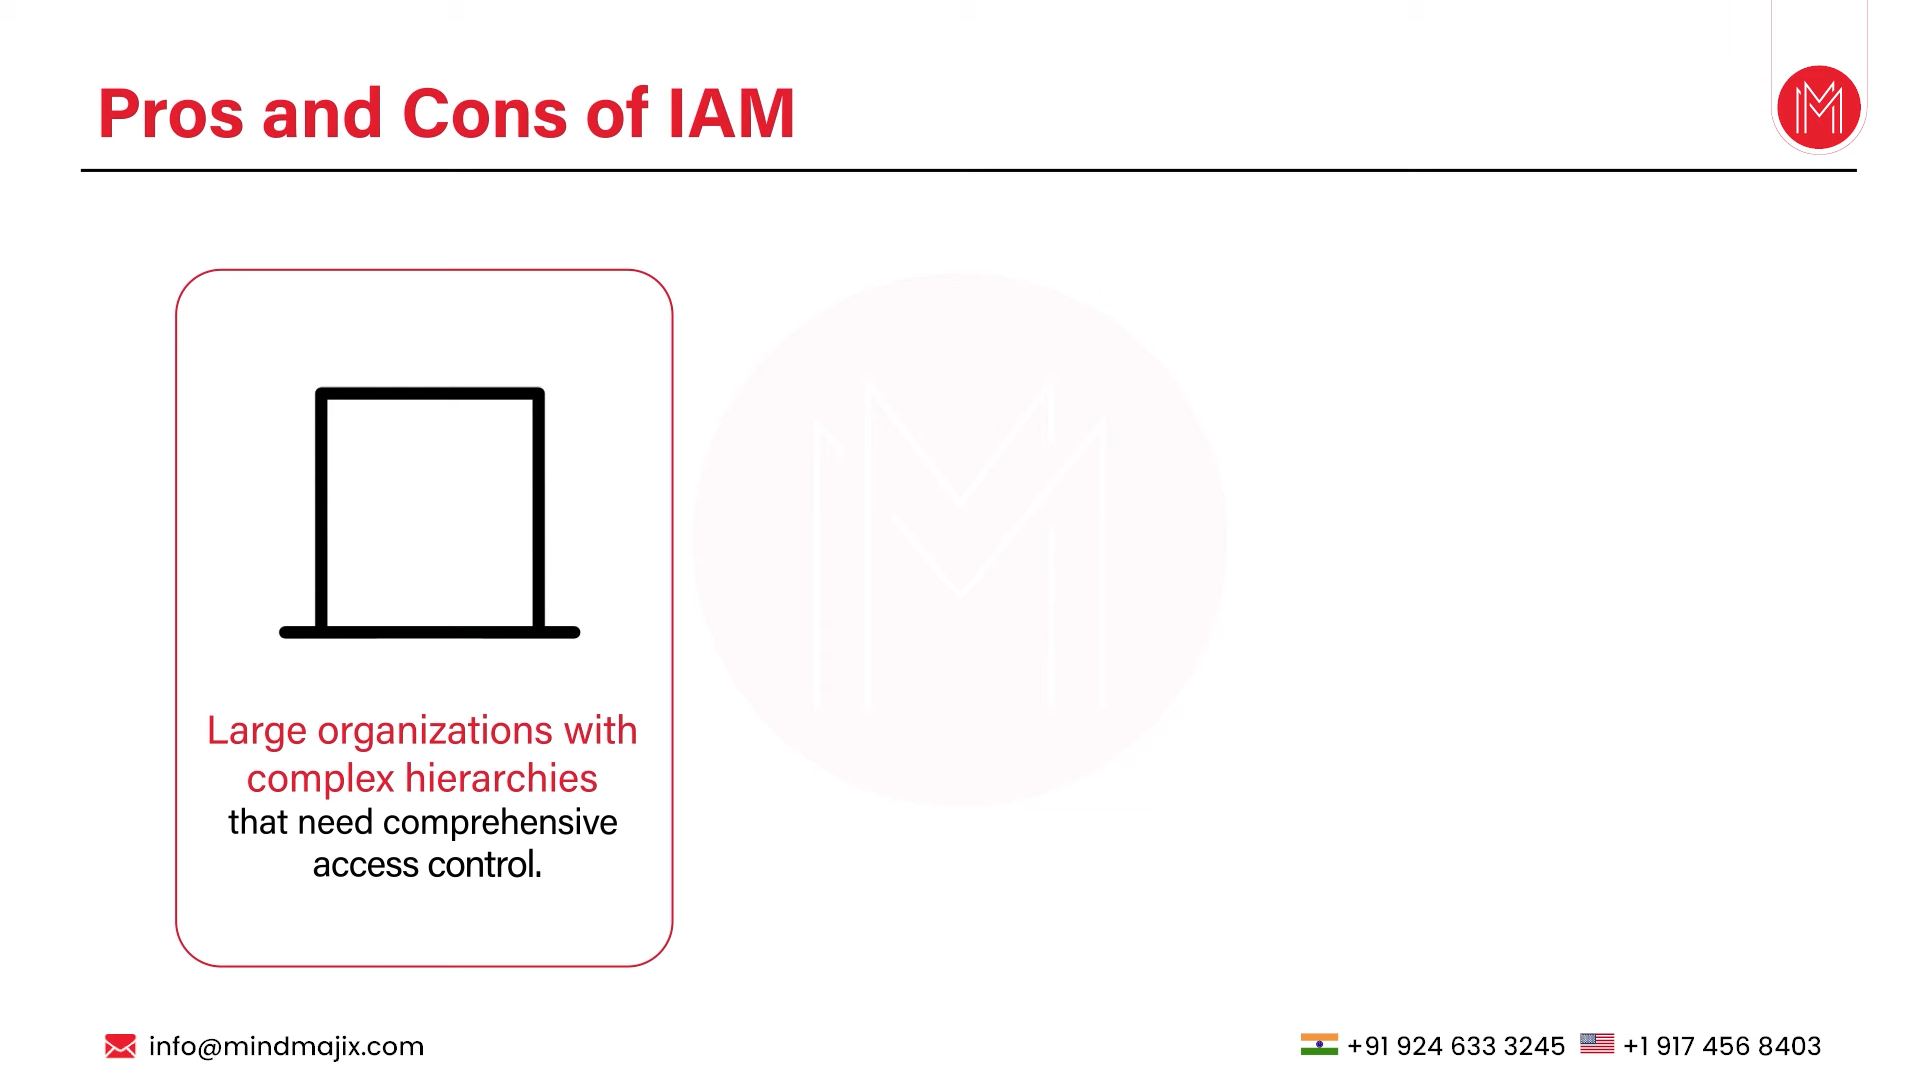 Pros and Cons of IAM
Large organizations with
complex hierarchies
that need comprehensive
access control.
info@mindmajix.com
+91 924 633 3245
+1 917 456 8403